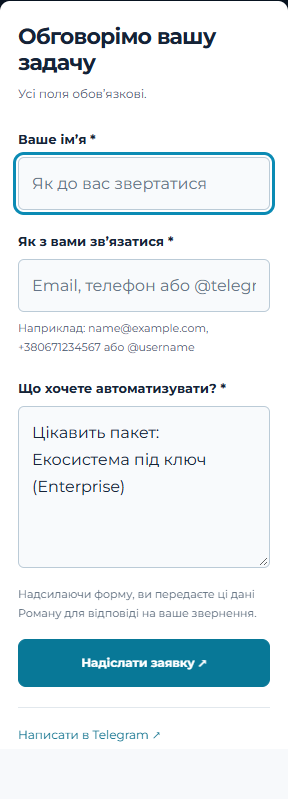 Обговорімо вашу
задачу
Усі поля обов’язкові.
Ваше ім’я *
Як до вас звертатися
Як з вами зв’язатися *
Email, телефон або @telegr
Наприклад: name@example.com,
+380671234567 або @username
Що хочете автоматизувати? *
Цікавить пакет:
Екосистема під ключ
(Enterprise)
Надсилаючи форму, ви передаєте ці дані
Роману для відповіді на ваше звернення.
Надіслати заявку ↗
Написати в Telegram ↗